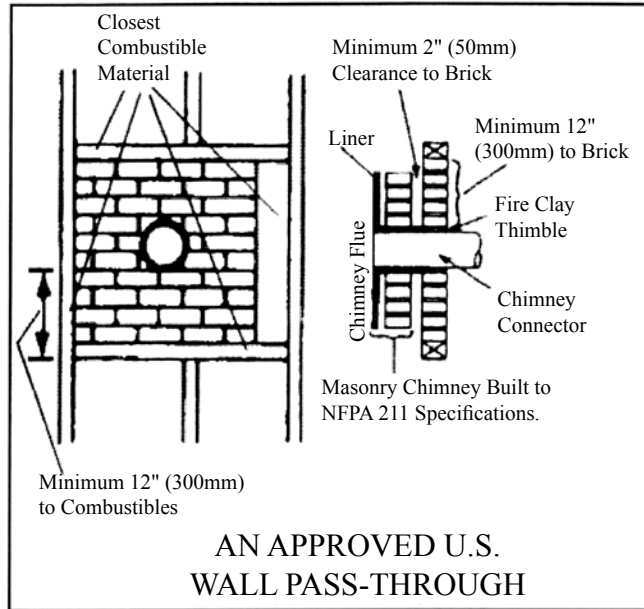 Closest
Combustible
Material
Minimum 2" (50mm)
Clearance to Brick
Liner
Minimum 12"
(300mm) to Brick
Fire Clay
Thimble
Chimney Flue
Chimney
Connector
Masonry Chimney Built to
NFPA 211 Specifications.
Minimum 12" (300mm)
to Combustibles
AN APPROVED U.S.
WALL PASS-THROUGH